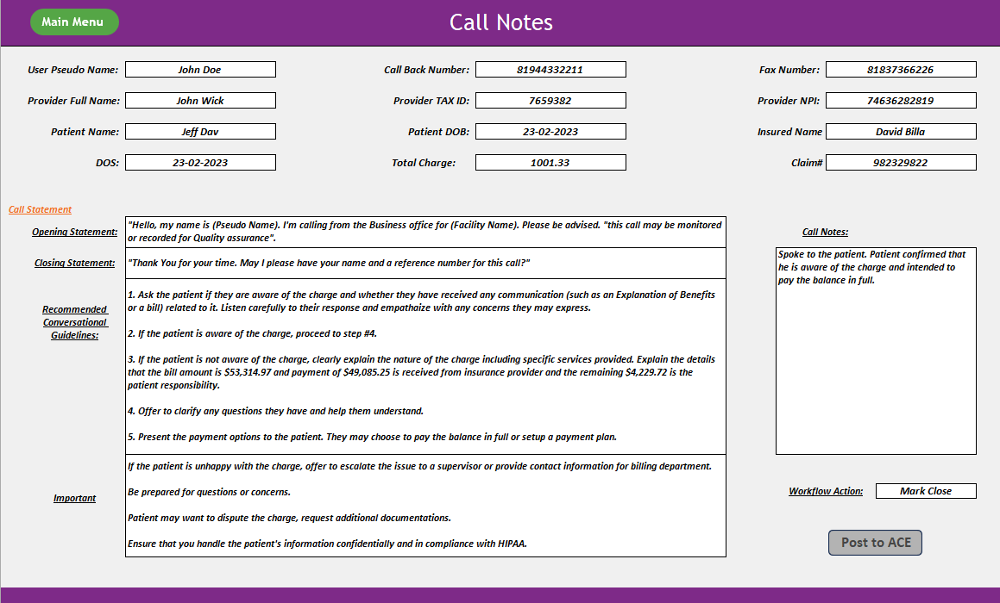 Main Menu
Call Notes
User Pseudo Name: John Doe
Call Back Number: 81944332211
Fax Number: 81837366226
Provider Full Name: John Wick
Provider TAX ID: 7659382
Provider NPI: 74636282819
Patient Name: Jeff Dav
Patient DOB: 23-02-2023
Insured Name David Billa
DOS: 23-02-2023
Total Charge: 1001.33
Claim# 982329822
Call Statement
Opening Statement:
"Hello, my name is (Pseudo Name). I'm calling from the Business office for (Facility Name). Please be advised. "this call may be monitored
or recorded for Quality assurance".
Closing Statement:
"Thank You for your time. May I please have your name and a reference number for this call?"
Recommended
Conversational
Guidelines:
1. Ask the patient if they are aware of the charge and whether they have received any communication (such as an Explanation of Benefits
or a bill) related to it. Listen carefully to their response and empathaize with any concerns they may express.
2. If the patient is aware of the charge, proceed to step #4.
3. If the patient is not aware of the charge, clearly explain the nature of the charge including specific services provided. Explain the details
that the bill amount is $53,314.97 and payment of $49,085.25 is received from insurance provider and the remaining $4,229.72 is the
patient responsibility.
4. Offer to clarify any questions they have and help them understand.
5. Present the payment options to the patient. They may choose to pay the balance in full or setup a payment plan.
Important
If the patient is unhappy with the charge, offer to escalate the issue to a supervisor or provide contact information for billing department.
Be prepared for questions or concerns.
Patient may want to dispute the charge, request additional documentations.
Ensure that you handle the patient's information confidentially and in compliance with HIPAA.
Call Notes:
Spoke to the patient. Patient confirmed that
he is aware of the charge and intended to
pay the balance in full.
Workflow Action: Mark Close
Post to ACE